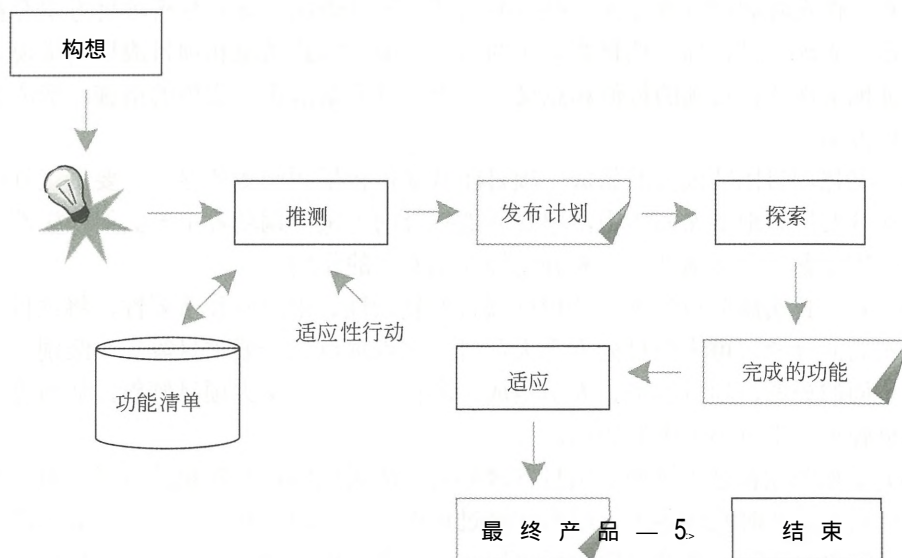 构想
推测
发布计划
探索
适应性行动
功能清单
适应
完成的功能
最终产品 — 5
结束